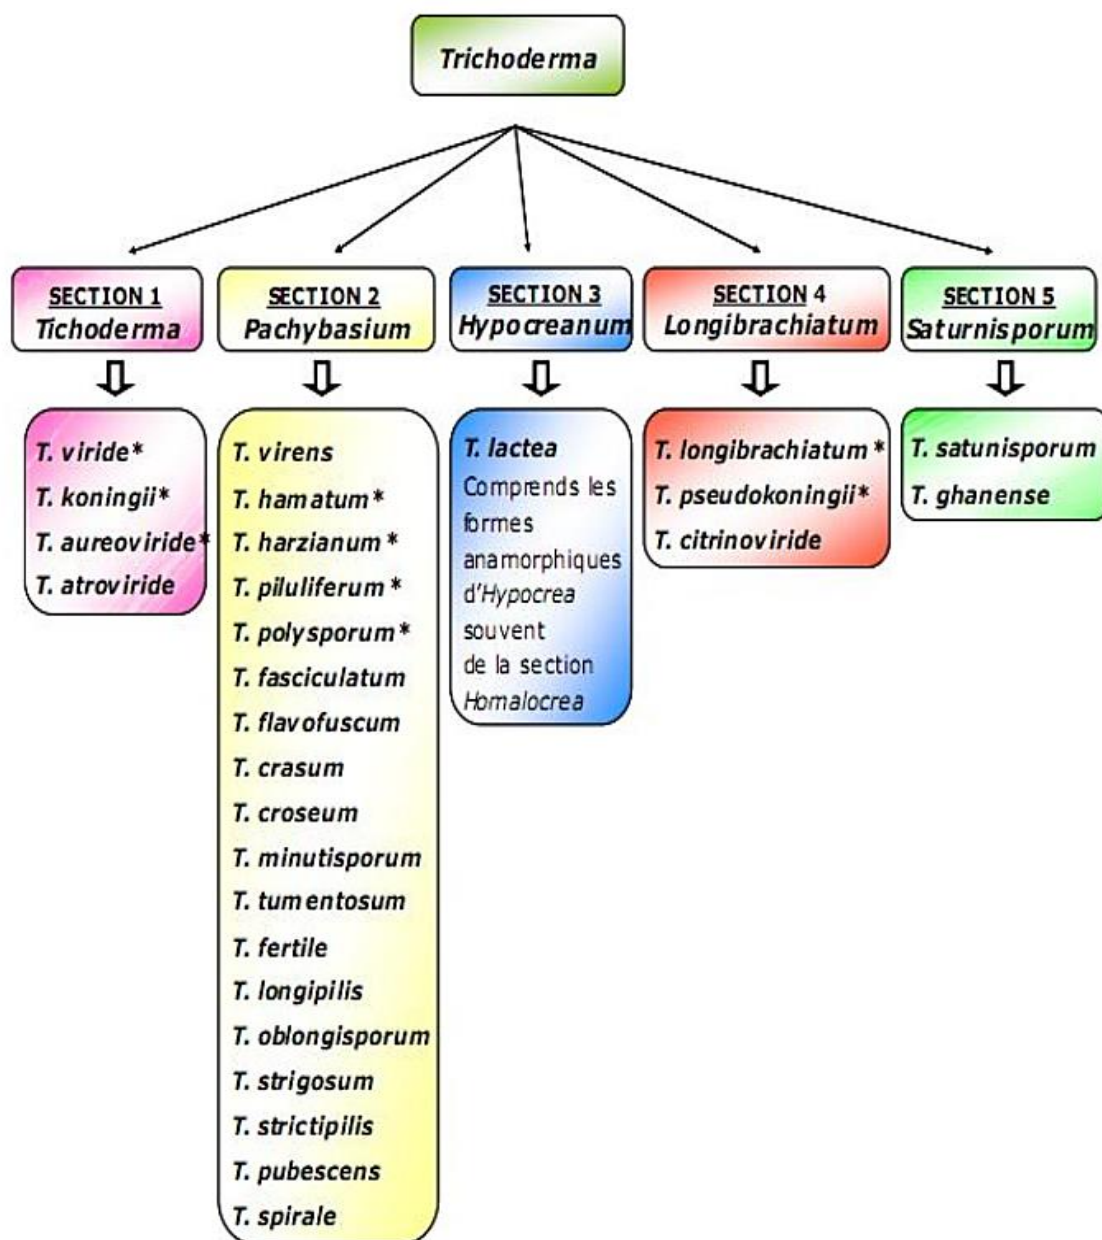 Trichoderma
SECTION 1
Tichoderma
SECTION 2
Pachybasium
SECTION 3
Hypocreanum
SECTION 4
Longibrachiatum
SECTION 5
Saturnisporum
T. viride*
T. koningii*
T. aureoviride*
T. atroviride
T. virens
T. hamatum*
T. harzianum*
T. piluliferum*
T. polysporum*
T. fasciculatum
T. flavofuscum
T. crasum
T. croseum
T. minutisporum
T. tumentosum
T. fertile
T. longipilis
T. oblongisporum
T. strigosum
T. strictipilis
T. pubescens
T. spirale
T. lactea
Comprends les
formes
anamorphiques
d'Hypocrea
souvent
de la section
Homalocrea
T. longibrachiatum*
T. pseudokoningii*
T. citrinoviride
T. satunisporum
T. ghanense